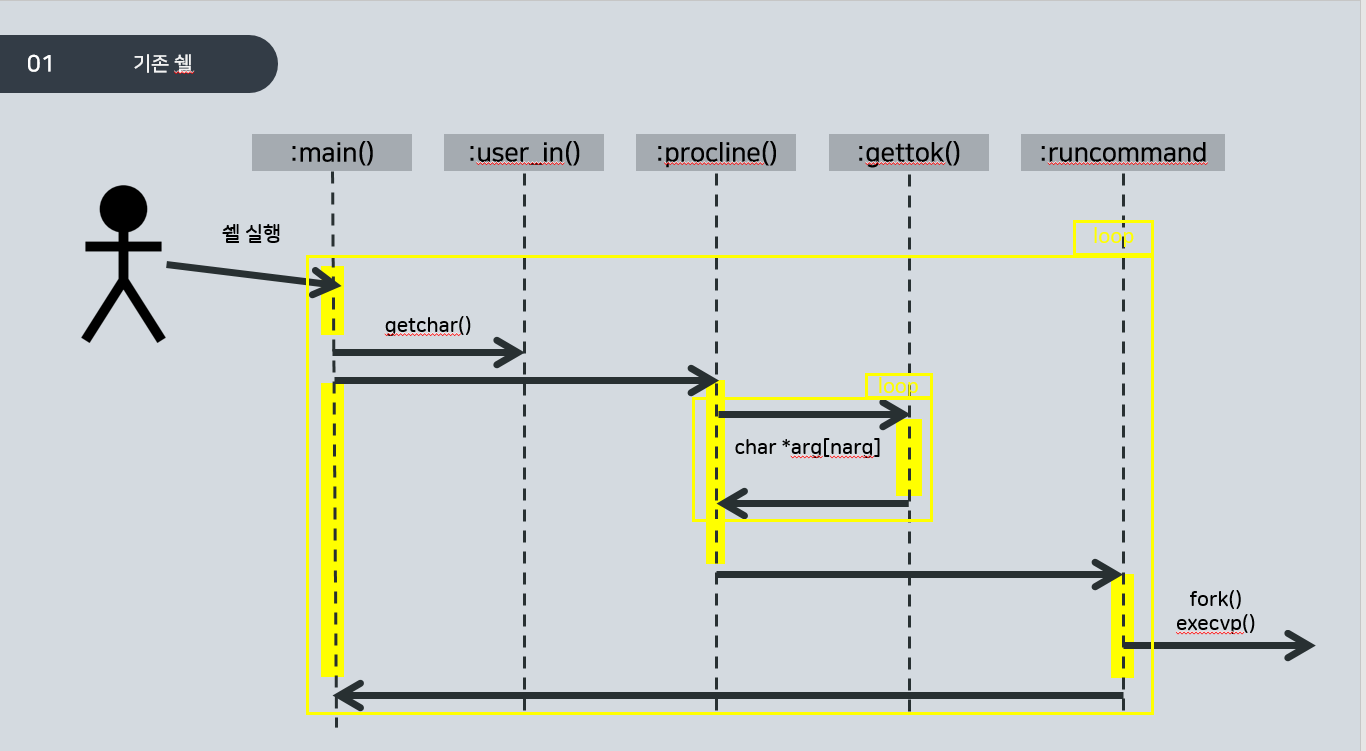 01 기존 쉘
:main() :user_in() :procline() :gettok() :runcommand
쉘 실행
loop
getchar()
loop
char *arg[narg]
fork()
execvp()